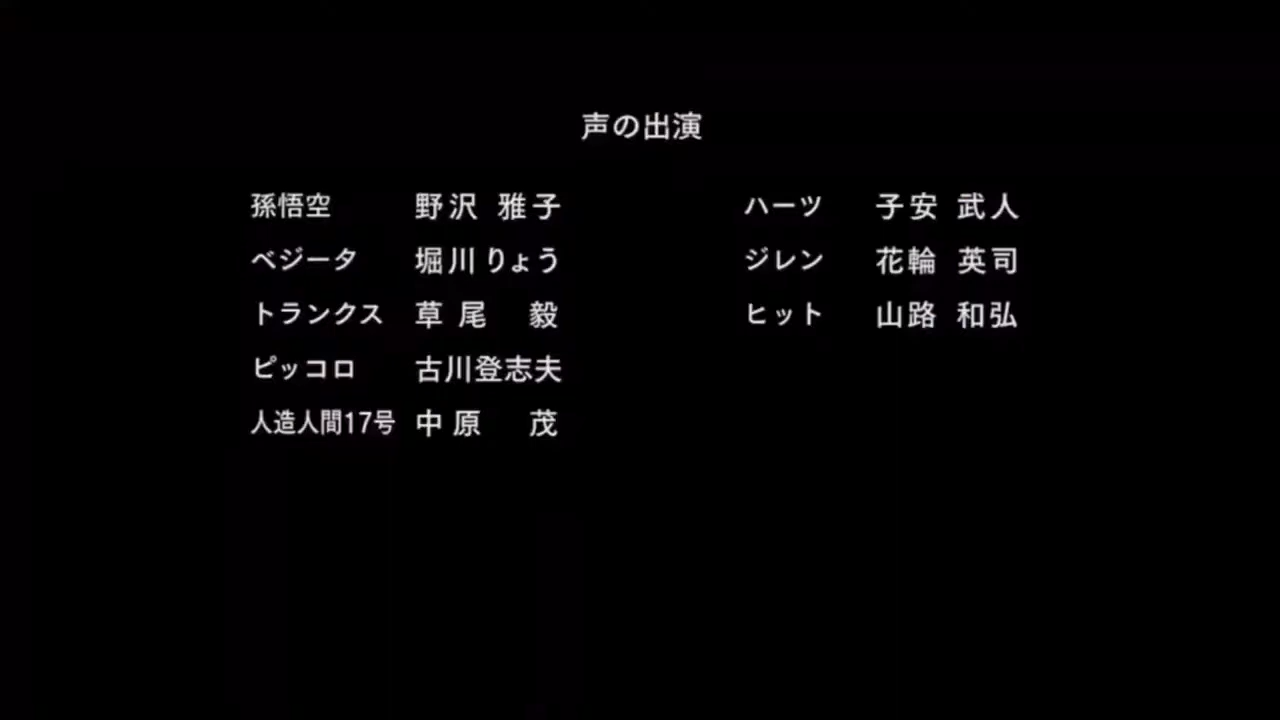 声の出演
孫悟空 野沢 雅子
ベジータ 堀川りょう
トランクス 草尾 毅
ピッコロ 古川登志夫
人造人間17号 中原 茂
ハーツ 子安 武人
ジレン 花輪 英司
ヒット 山路 和弘